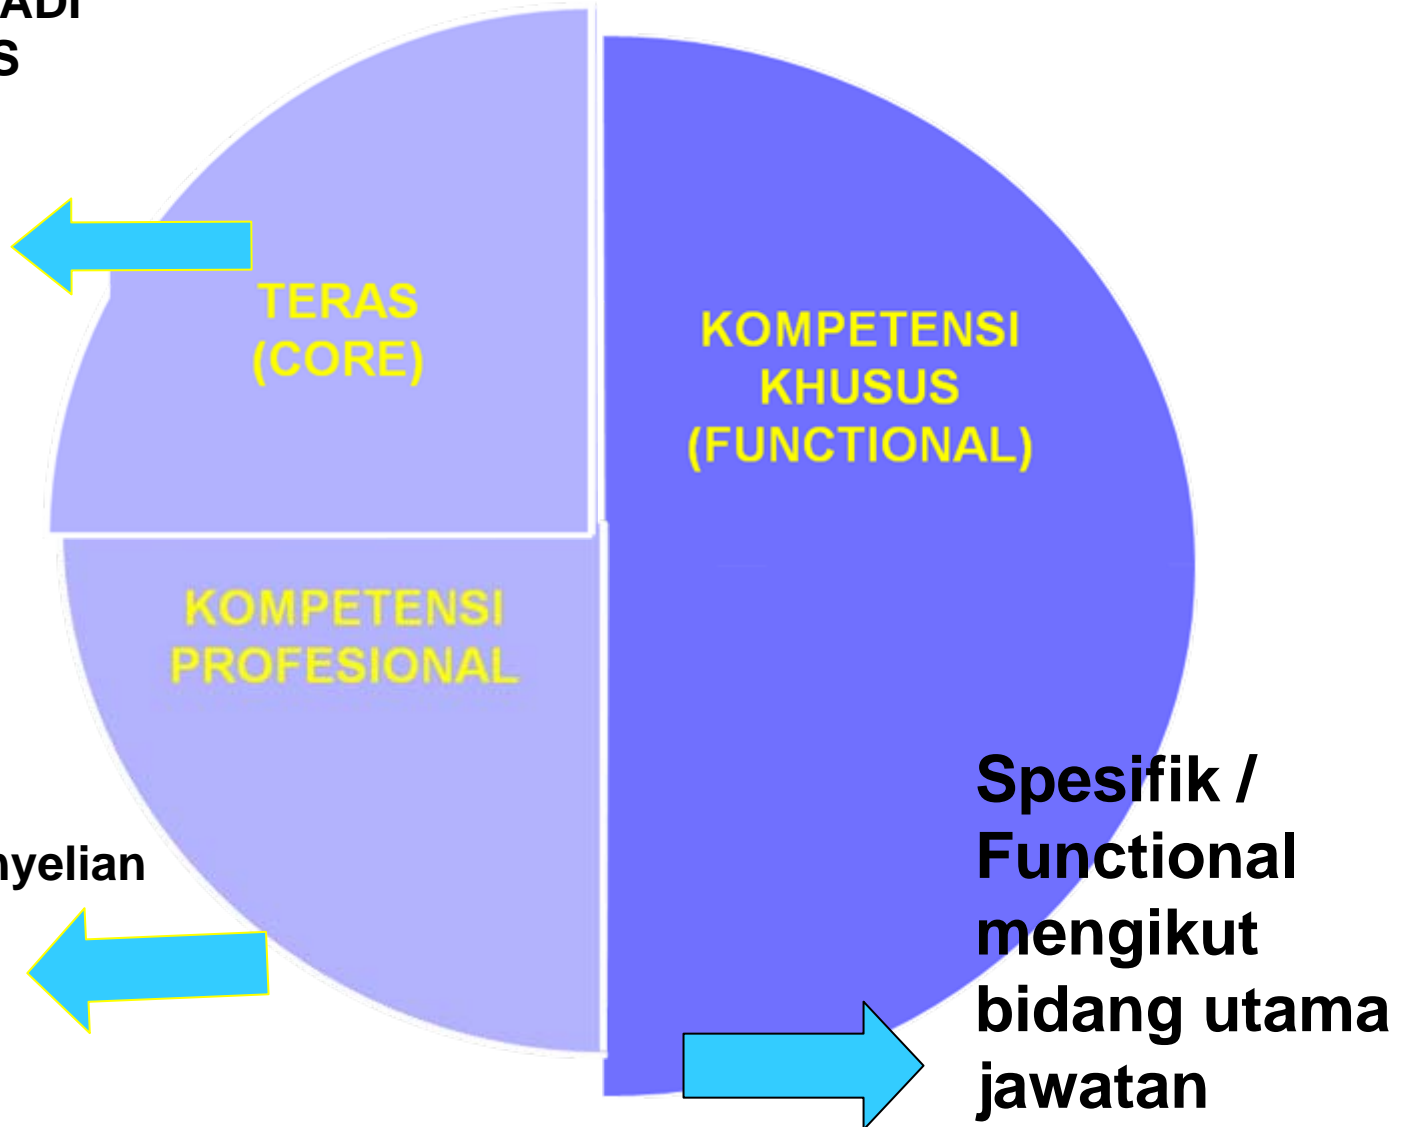 ADI
S
TERAS
(CORE)
KOMPETENSI
KHUSUS
(FUNCTIONAL)
KOMPETENSI
PROFESIONAL
nyelian
Spesifik /
Functional
mengikut
bidang utama
jawatan